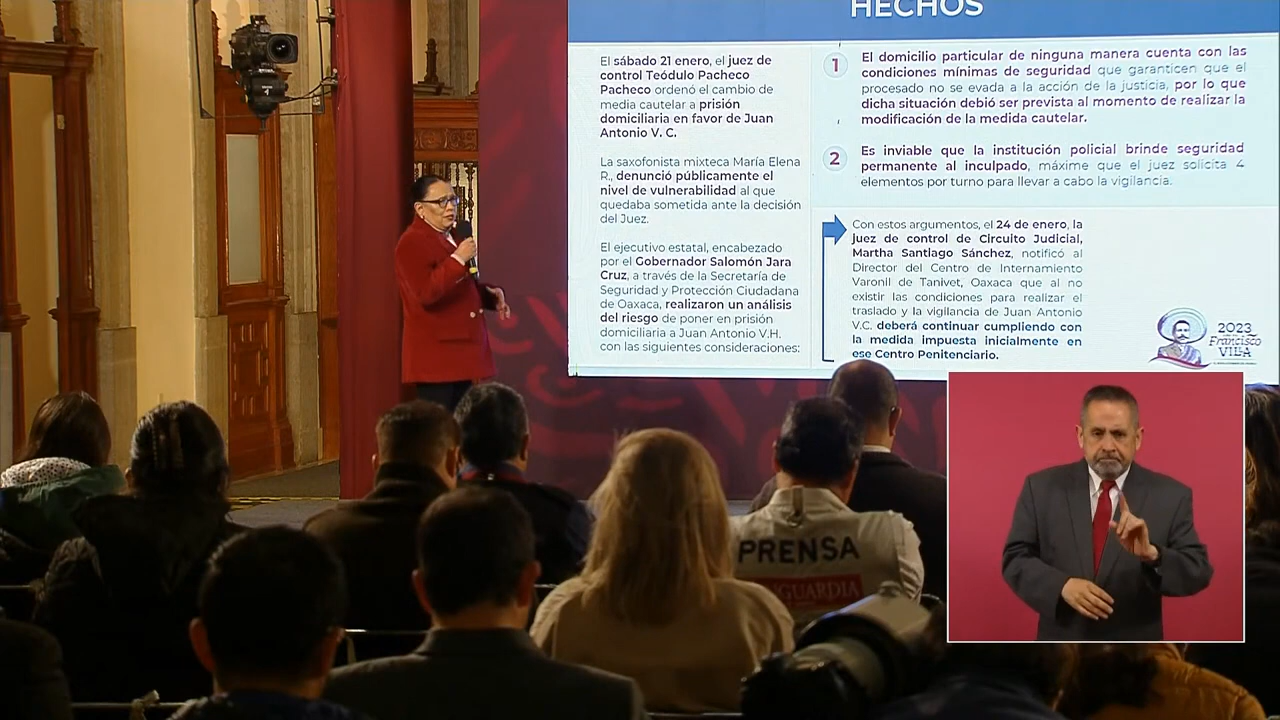 HECHOS
El sábado 21 enero, el juez de
control Teódulo Pacheco
Pacheco ordenó el cambio de
media cautelar a prisión
domiciliaria en favor de Juan
Antonio V. C.
La saxofonista mixteca María Elena
R., denunció públicamente el
nivel de vulnerabilidad al que
quedaba sometida ante la decisión
del Juez.
El ejecutivo estatal, encabezado
por el Gobernador Salomón Jara
Cruz, a través de la Secretaría de
Seguridad y Protección Ciudadana
de Oaxaca, realizaron un análisis
del riesgo de poner en prisión
domiciliaria a Juan Antonio V.H.
con las siguientes consideraciones:
1
El domicilio particular de ninguna manera cuenta con las
condiciones mínimas de seguridad que garanticen que el
procesado no se evada a la acción de la justicia, por lo que
dicha situación debió ser prevista al momento de realizar la
modificación de la medida cautelar.
2
Es inviable que la institución policial brinde seguridad
permanente al inculpado, máxime que el juez solicita 4
elementos por turno para llevar a cabo la vigilancia.
Con estos argumentos, el 24 de enero, la
juez de control de Circuito Judicial,
Martha Santiago Sánchez, notificó al
Director del Centro de Internamiento
Varonil de Tanivet, Oaxaca que al no
existir las condiciones para realizar el
traslado y la vigilancia de Juan Antonio
V.C. deberá continuar cumpliendo con
la medida impuesta inicialmente en
ese Centro Penitenciario.
2023
Francisco
VILLA
PRENSA
NGUARDIA